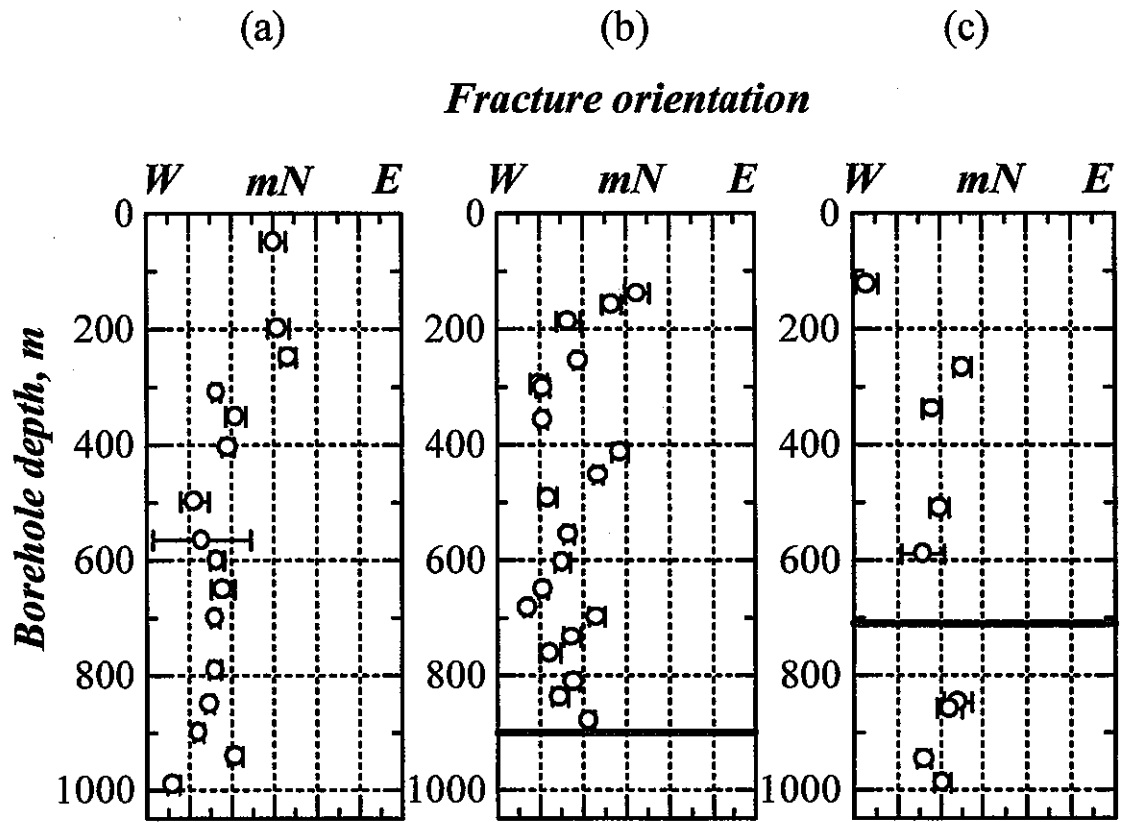 (a) (b) (c)
Fracture orientation
W mN E W mN E W mN E
0 0 0
200 200 200
400 400 400
600 600 600
800 800 800
1000 1000 1000
Borehole depth, m